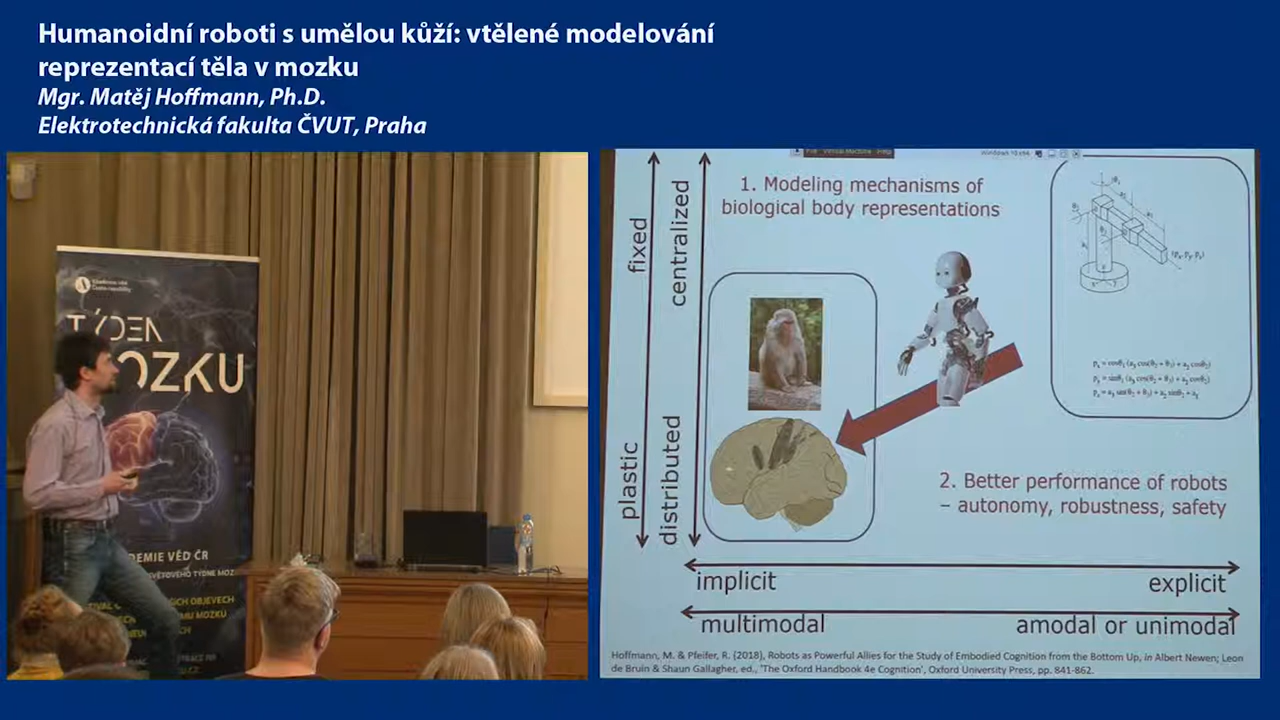 Humanoidní roboti s umělou kůží: vtělené modelování
reprezentací těla v mozku
Mgr. Matěj Hoffmann, Ph.D.
Elektrotechnická fakulta ČVUT, Praha
TÝDEN
MOZKU
DEMIE VĚD ČR
fixed
centralized
plastic
distributed
1. Modeling mechanisms of
biological body representations
2. Better performance of robots
– autonomy, robustness, safety
implicit
explicit
multimodal
amodal or unimodal
Hoffmann, M. & Pfeifer, R. (2018), Robots as Powerful Allies for the Study of Embodied Cognition from the Bottom Up, in Albert Newen; Leon
de Bruin & Shaun Gallagher, ed., 'The Oxford Handbook 4e Cognition', Oxford University Press, pp. 841-862.